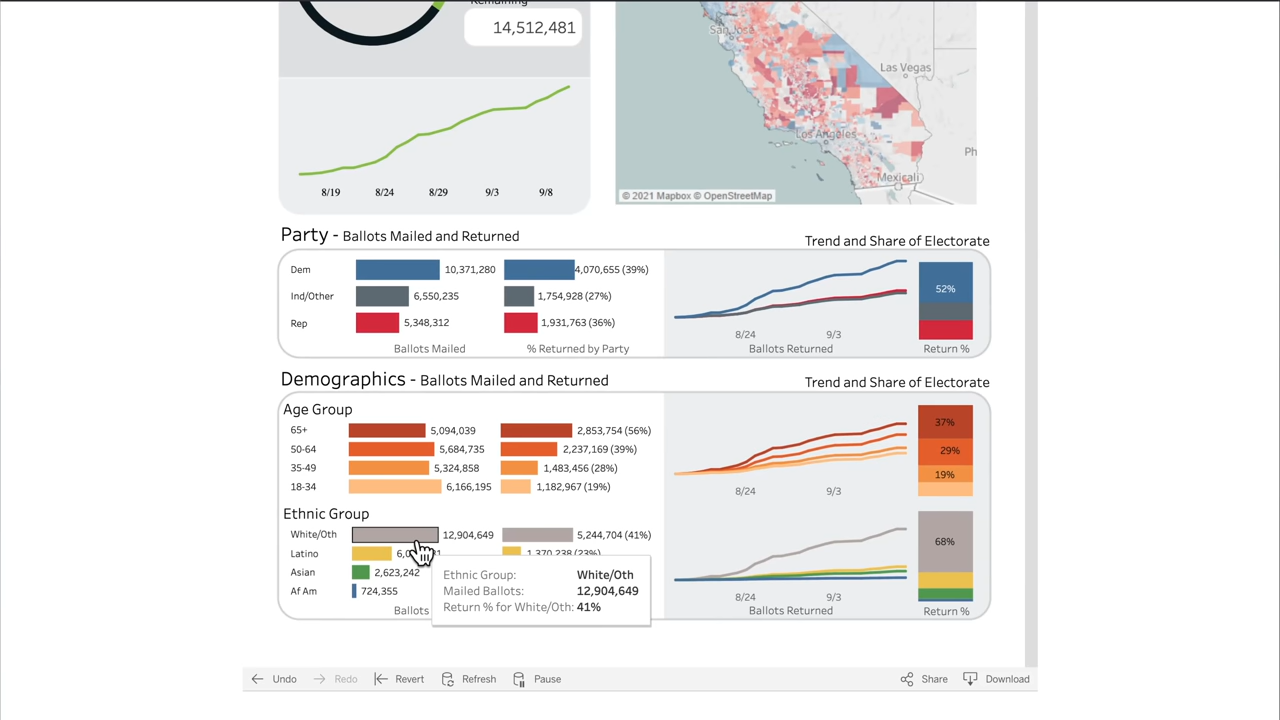 Remaining
14,512,481
8/19 8/24 8/29 9/3 9/8
San Jose
Las Vegas
Los Angeles
Ph
Mexicali
© 2021 Mapbox © OpenStreetMap
Party - Ballots Mailed and Returned
Trend and Share of Electorate
Dem 10,371,280 4,070,655 (39%)
Ind/Other 6,550,235 1,754,928 (27%)
Rep 5,348,312 1,931,763 (36%)
Ballots Mailed % Returned by Party
52%
8/24 9/3
Ballots Returned Return %
Demographics - Ballots Mailed and Returned
Trend and Share of Electorate
Age Group
65+ 5,094,039 2,853,754 (56%)
50-64 5,684,735 2,237,169 (39%)
35-49 5,324,858 1,483,456 (28%)
18-34 6,166,195 1,182,967 (19%)
37%
29%
19%
8/24 9/3
Ethnic Group
White/Oth 12,904,649 5,244,704 (41%)
Latino 1,370,238 (23%)
Asian 2,623,242
Af Am 724,355
Ballots
Ethnic Group: White/Oth
Mailed Ballots: 12,904,649
Return % for White/Oth: 41%
68%
8/24 9/3
Ballots Returned Return %
Undo Redo Revert Refresh Pause Share Download